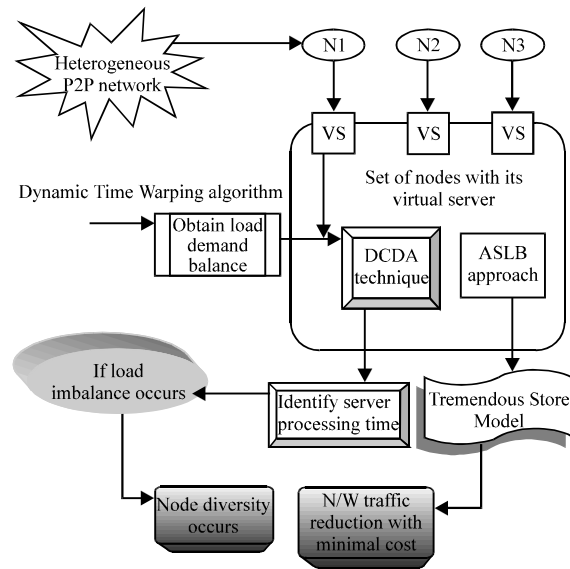 Heterogeneous
P2P network
N1
N2
N3
VS
VS
VS
Set of nodes with its
virtual server
Dynamic Time Warping algorithm
Obtain load
demand
balance
DCDA
technique
ASLB
approach
If load
imbalance occurs
Identify server
processing time
Tremendous Store
Model
Node diversity
occurs
N/W traffic
reduction with
minimal cost